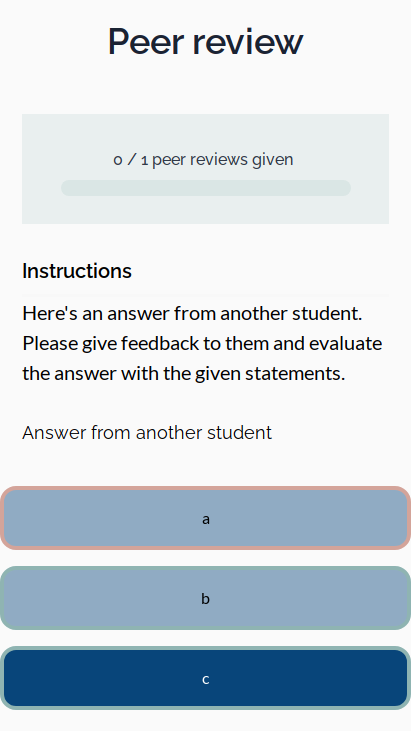 Peer review
0 / 1 peer reviews given
Instructions
Here's an answer from another student.
Please give feedback to them and evaluate
the answer with the given statements.
Answer from another student
a
b
c